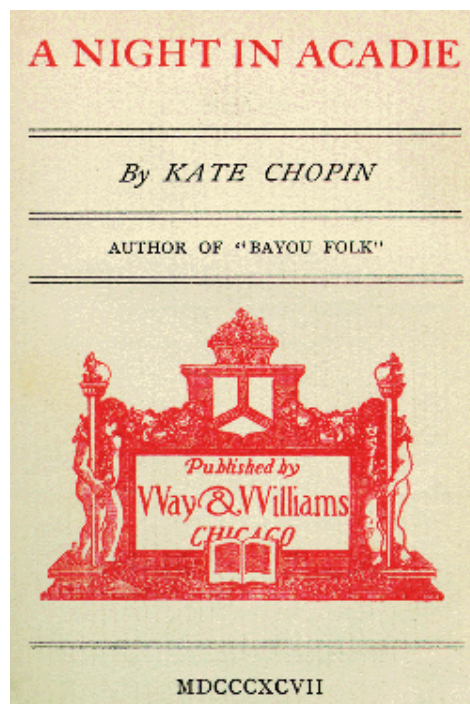 A NIGHT IN ACADIE
By KATE CHOPIN
AUTHOR OF "BAYOU FOLK"
Published by
Way & Williams
CHICAGO
MDCCCXCVII